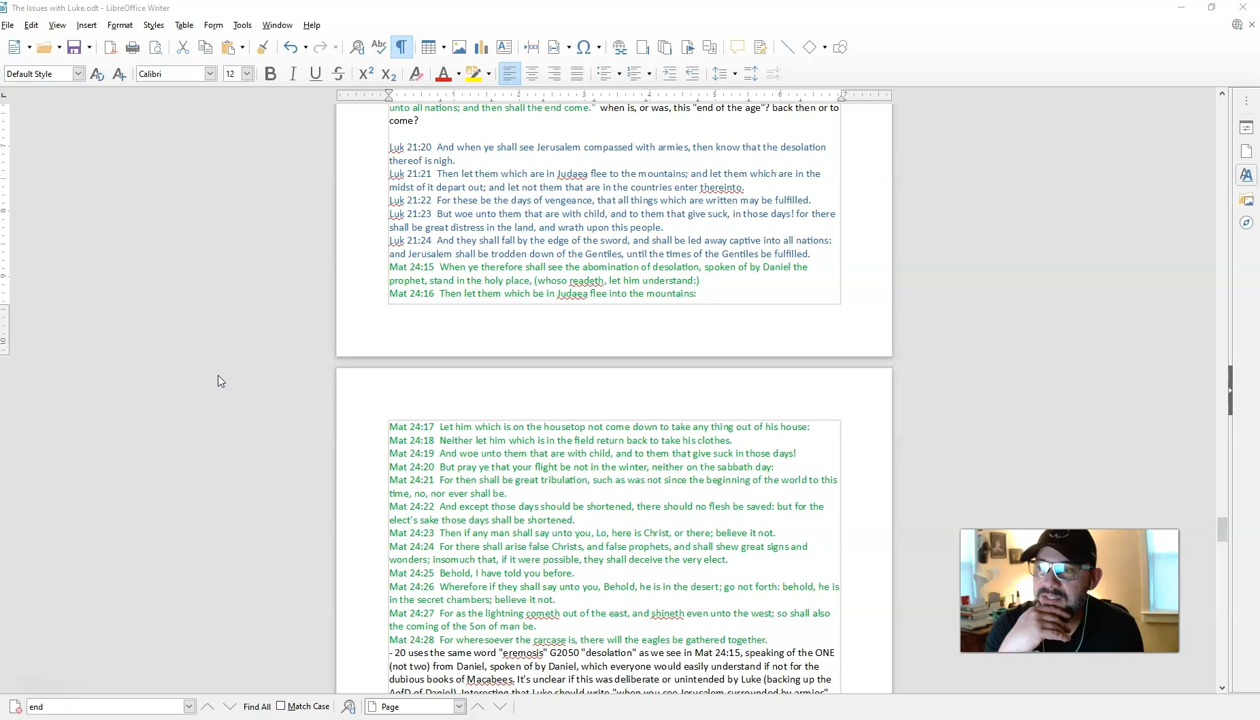 The Issues with Luke.odt - LibreOffice Writer
File Edit View Insert Format Styles Table Form Tools Window Help
Default Style Calibri 12
1 2 3 4 5 6 7
unto all nations; and then shall the end come." when is, or was, this "end of the age"? back then or to
come?
Luk 21:20 And when ye shall see Jerusalem compassed with armies, then know that the desolation
thereof is nigh.
Luk 21:21 Then let them which are in Judaea flee to the mountains; and let them which are in the
midst of it depart out; and let not them that are in the countries enter thereinto.
Luk 21:22 For these be the days of vengeance, that all things which are written may be fulfilled.
Luk 21:23 But woe unto them that are with child, and to them that give suck, in those days! for there
shall be great distress in the land, and wrath upon this people.
Luk 21:24 And they shall fall by the edge of the sword, and shall be led away captive into all nations:
and Jerusalem shall be trodden down of the Gentiles, until the times of the Gentiles be fulfilled.
Mat 24:15 When ye therefore shall see the abomination of desolation, spoken of by Daniel the
prophet, stand in the holy place, (whoso readeth, let him understand:)
Mat 24:16 Then let them which be in Judaea flee into the mountains:
Mat 24:17 Let him which is on the housetop not come down to take any thing out of his house:
Mat 24:18 Neither let him which is in the field return back to take his clothes.
Mat 24:19 And woe unto them that are with child, and to them that give suck in those days!
Mat 24:20 But pray ye that your flight be not in the winter, neither on the sabbath day:
Mat 24:21 For then shall be great tribulation, such as was not since the beginning of the world to this
time, no, nor ever shall be.
Mat 24:22 And except those days should be shortened, there should no flesh be saved: but for the
elect's sake those days shall be shortened.
Mat 24:23 Then if any man shall say unto you, Lo, here is Christ, or there; believe it not.
Mat 24:24 For there shall arise false Christs, and false prophets, and shall shew great signs and
wonders; insomuch that, if it were possible, they shall deceive the very elect.
Mat 24:25 Behold, I have told you before.
Mat 24:26 Wherefore if they shall say unto you, Behold, he is in the desert; go not forth: behold, he is
in the secret chambers; believe it not.
Mat 24:27 For as the lightning cometh out of the east, and shineth even unto the west; so shall also
the coming of the Son of man be.
Mat 24:28 For wheresoever the carcase is, there will the eagles be gathered together.
- 20 uses the same word "eremosis" G2050 "desolation" as we see in Mat 24:15, speaking of the ONE
(not two) from Daniel, spoken of by Daniel, which everyone would easily understand if not for the
dubious books of Macabees. It's unclear if this was deliberate or unintended by Luke (backing up the
AofD of Daniel). Interesting that Luke should write "when you see Jerusalem surrounded by armies"
end Find All Match Case Page